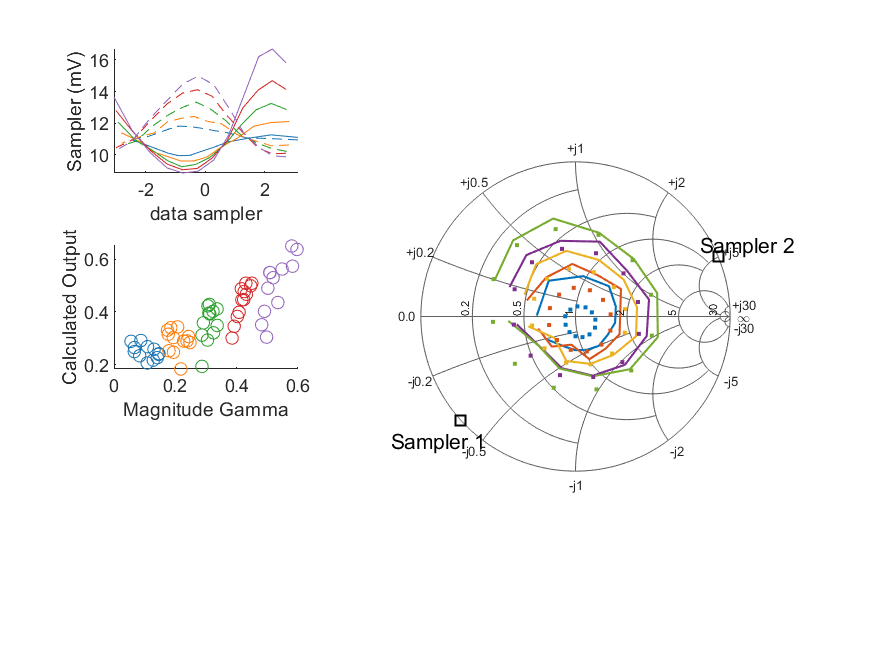 Sampler (mV)
16
14
12
10
-2
0
2
data sampler
Calculated Output
0.6
0.4
0.2
0
0.2
0.4
0.6
Magnitude Gamma
+j1
+j0.5
+j2
+j0.2
Sampler 2
0.0
0.2
0.5
1
2
5
30
+j30
∞
-j30
-j0.2
-j5
Sampler 1
-j0.5
-j2
-j1